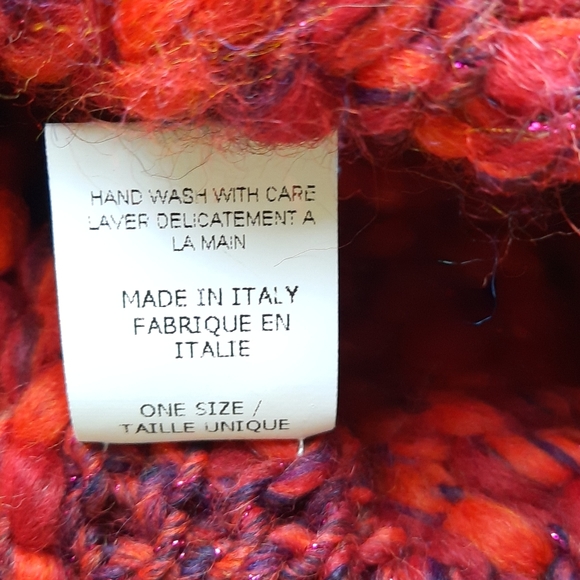 HAND WASH WITH CARE
LAVER DELICATEMENT A
LA MAIN
MADE IN ITALY
FABRIQUE EN
ITALIE
ONE SIZE /
TAILLE UNIQUE